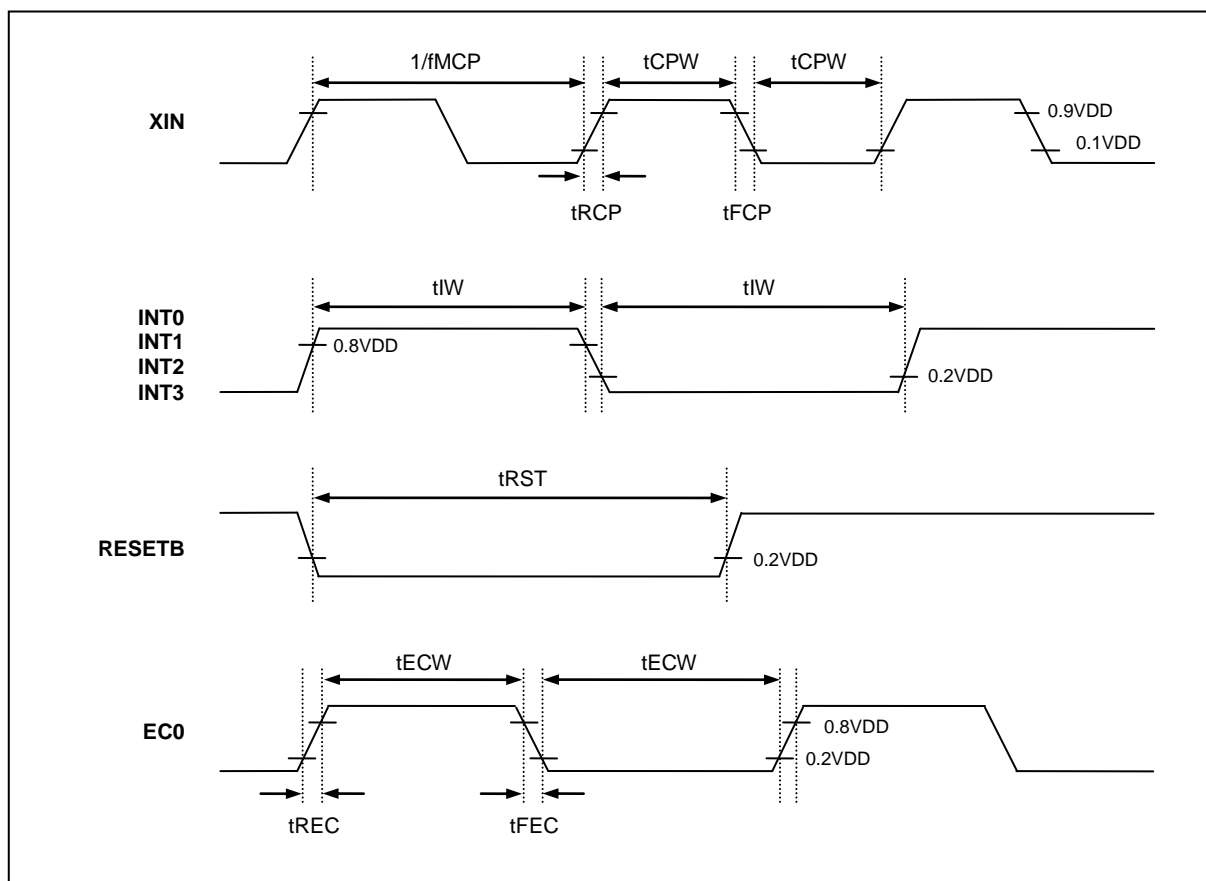 1/fMCP tCPW tCPW
XIN
0.9VDD
0.1VDD
tRCP tFCP
tIW tIW
INT0
INT1
INT2
INT3
0.8VDD
0.2VDD
tRST
RESETB
0.2VDD
tECW tECW
EC0
0.8VDD
0.2VDD
tREC tFEC